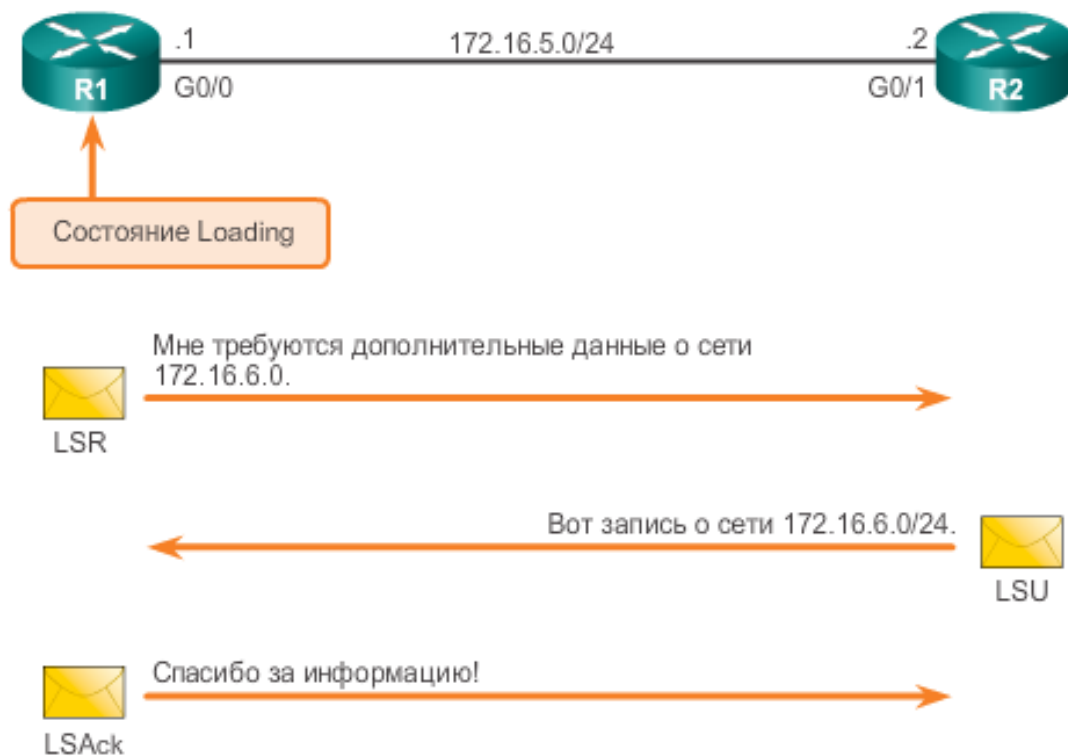 .1
172.16.5.0/24
.2
R1
G0/0
G0/1
R2
Состояние Loading
Мне требуются дополнительные данные о сети
172.16.6.0.
LSR
Вот запись о сети 172.16.6.0/24.
LSU
Спасибо за информацию!
LSAck